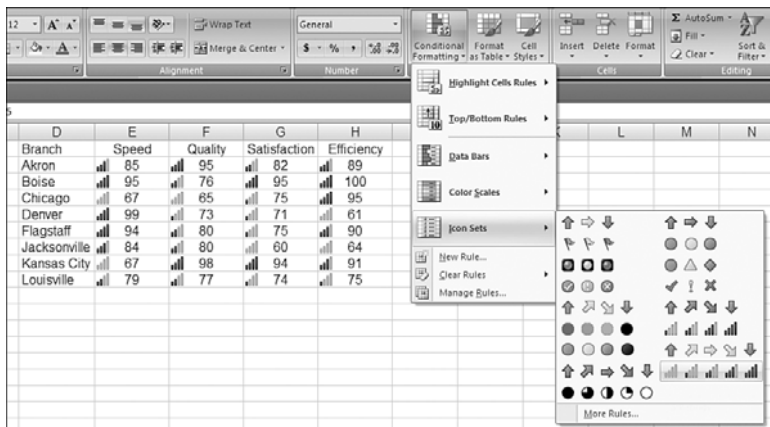 12 A A Wrap Text General Σ AutoSum
Fill
A Merge & Center $ % , .0 .00 Conditional Format Cell Insert Delete Format Clear Sort &
Formatting as Table Styles Filter
Alignment Number Cells Editing
Highlight Cells Rules
Top/Bottom Rules
Data Bars
Color Scales
Icon Sets
New Rule...
Clear Rules
Manage Rules...
More Rules...
5
D E F G H K L M N
Branch Speed Quality Satisfaction Efficiency
Akron 85 95 82 89
Boise 95 76 95 100
Chicago 67 65 75 95
Denver 99 73 71 61
Flagstaff 94 80 75 90
Jacksonville 84 80 60 64
Kansas City 67 98 94 91
Louisville 79 77 74 75